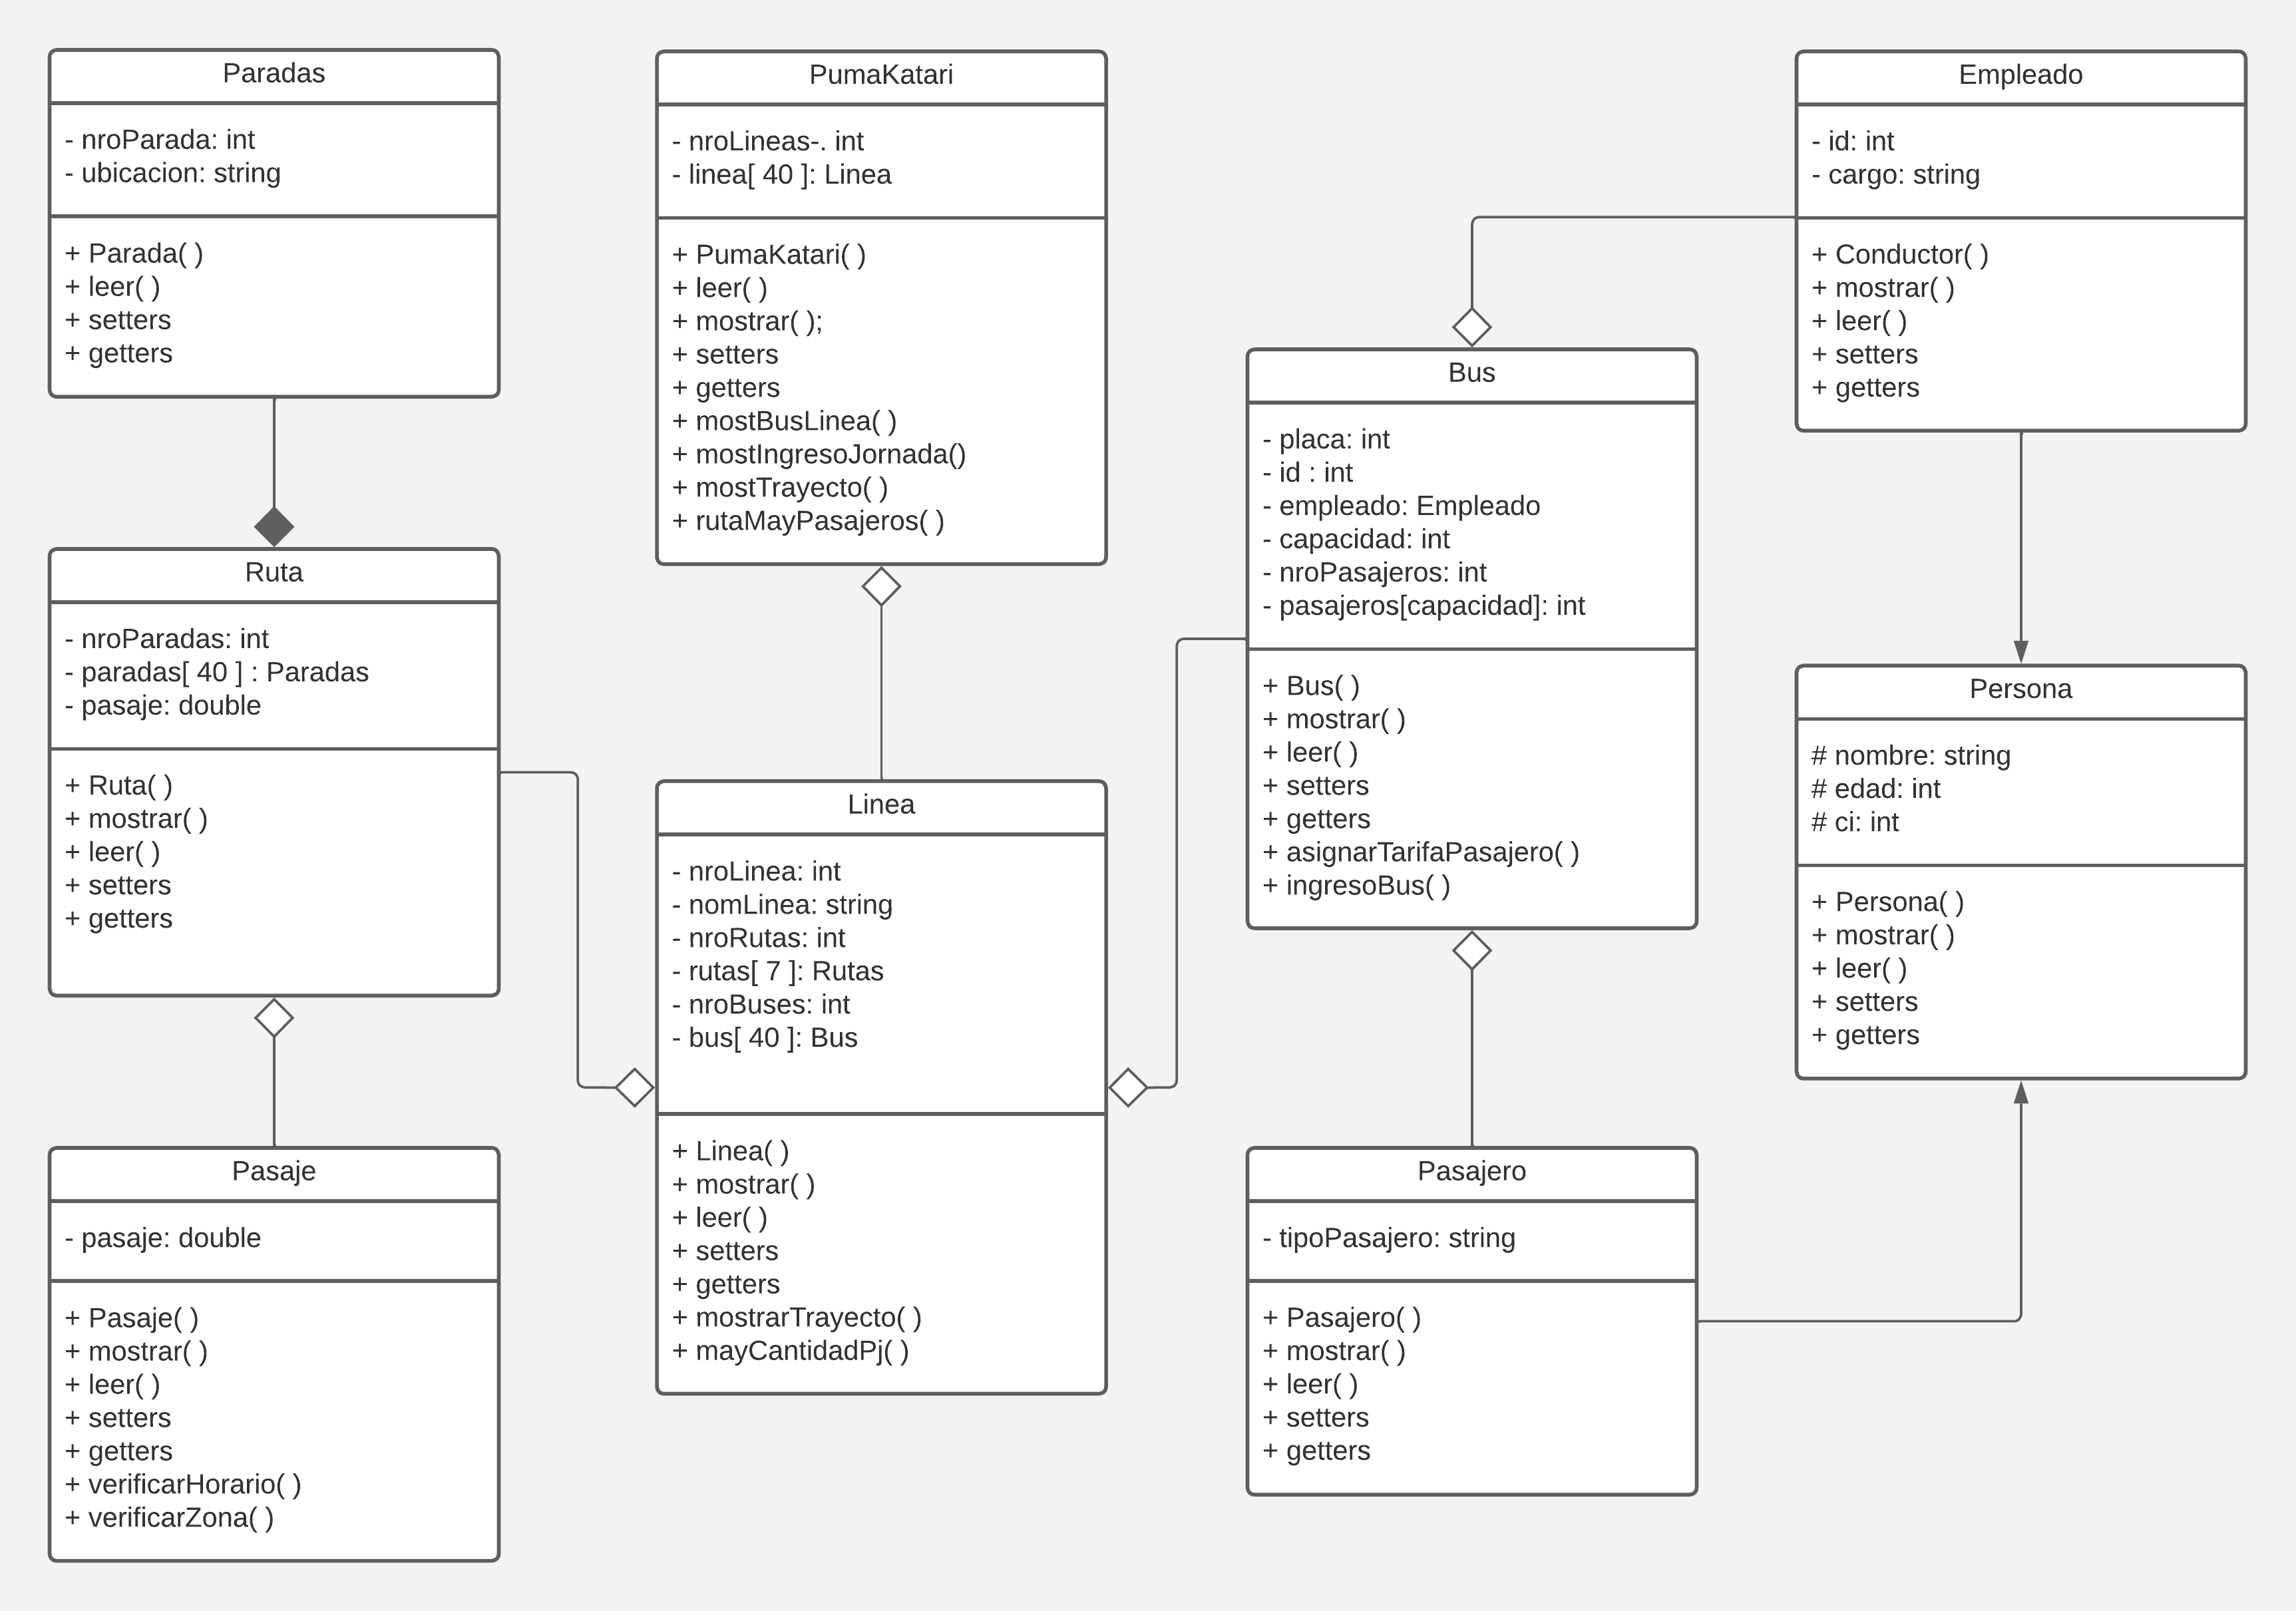 Paradas
- nroParada: int
- ubicacion: string
+ Parada( )
+ leer( )
+ setters
+ getters
Ruta
- nroParadas: int
- paradas[ 40 ] : Paradas
- pasaje: double
+ Ruta( )
+ mostrar( )
+ leer( )
+ setters
+ getters
Pasaje
- pasaje: double
+ Pasaje( )
+ mostrar( )
+ leer( )
+ setters
+ getters
+ verificarHorario( )
+ verificarZona( )
PumaKatari
- nroLineas-. int
- linea[ 40 ]: Linea
+ PumaKatari( )
+ leer( )
+ mostrar( );
+ setters
+ getters
+ mostBusLinea( )
+ mostIngresoJornada()
+ mostTrayecto( )
+ rutaMayPasajeros( )
Linea
- nroLinea: int
- nomLinea: string
- nroRutas: int
- rutas[ 7 ]: Rutas
- nroBuses: int
- bus[ 40 ]: Bus
+ Linea( )
+ mostrar( )
+ leer( )
+ setters
+ getters
+ mostrarTrayecto( )
+ mayCantidadPj( )
Bus
- placa: int
- id : int
- empleado: Empleado
- capacidad: int
- nroPasajeros: int
- pasajeros[capacidad]: int
+ Bus( )
+ mostrar( )
+ leer( )
+ setters
+ getters
+ asignarTarifaPasajero( )
+ ingresoBus( )
Pasajero
- tipoPasajero: string
+ Pasajero( )
+ mostrar( )
+ leer( )
+ setters
+ getters
Empleado
- id: int
- cargo: string
+ Conductor( )
+ mostrar( )
+ leer( )
+ setters
+ getters
Persona
# nombre: string
# edad: int
# ci: int
+ Persona( )
+ mostrar( )
+ leer( )
+ setters
+ getters